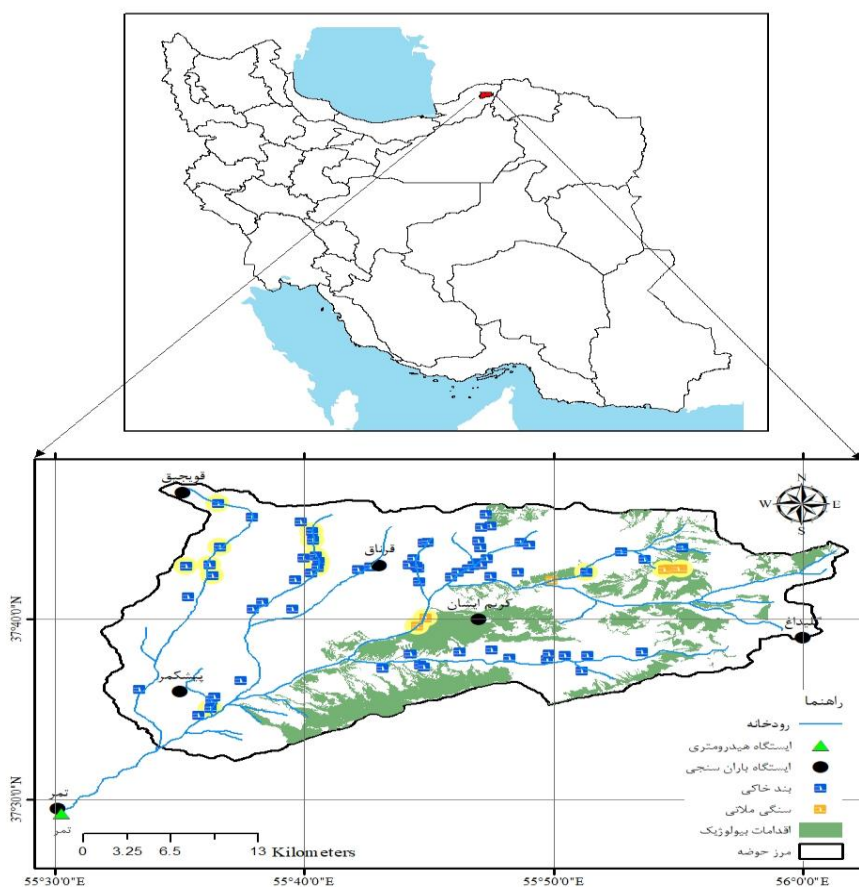 قویجیق
N
W
E
S
قرناق
37°40'0"N
کریم ایشان
گلیداغ
پیشکمر
راهنما
رودخانه
ایستگاه هیدرومتری
ایستگاه باران سنجی
بند خاکی
سنگی ملاتی
اقدامات بیولوژیک
مرز حوضه
37°30'0"N
تمر
تمر
0 3.25 6.5 13 Kilometers
55°30'0"E
55°40'0"E
55°50'0"E
56°0'0"E